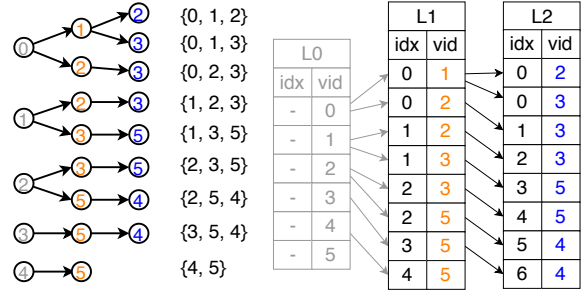 0 1 2 {0, 1, 2}
3 {0, 1, 3}
2 3 {0, 2, 3}
1 2 3 {1, 2, 3}
3 5 {1, 3, 5}
2 3 5 {2, 3, 5}
5 4 {2, 5, 4}
3 5 4 {3, 5, 4}
4 5 {4, 5}
L0
idx vid
- 0
- 1
- 2
- 3
- 4
- 5
L1
idx vid
0 1
0 2
1 2
1 3
2 3
2 5
3 5
4 5
L2
idx vid
0 2
0 3
1 3
2 3
3 5
4 5
5 4
6 4